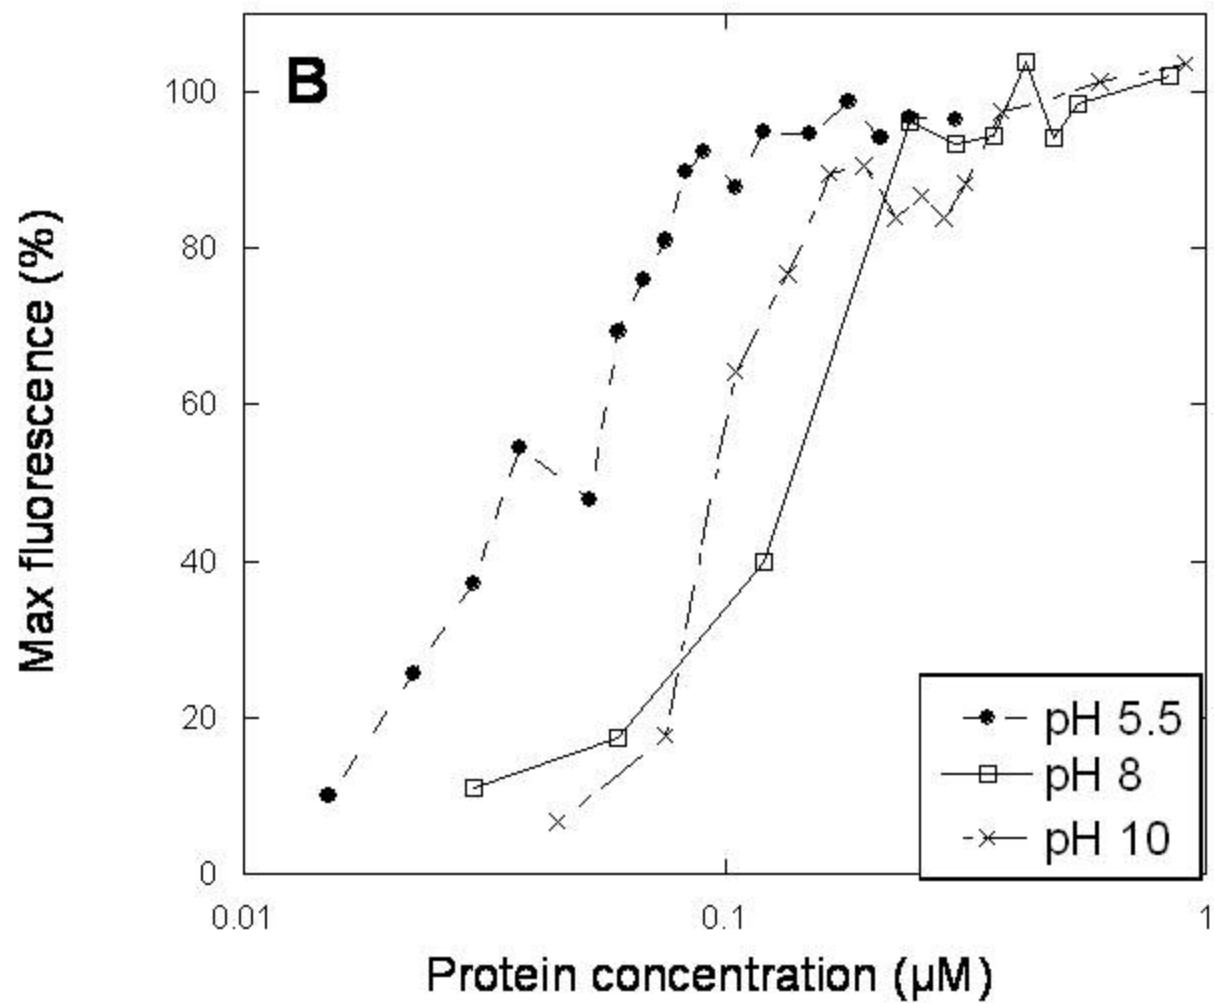 B
Max fluorescence (%)
100
80
60
40
20
0
0.01
0.1
1
Protein concentration (µM)
pH 5.5
pH 8
pH 10